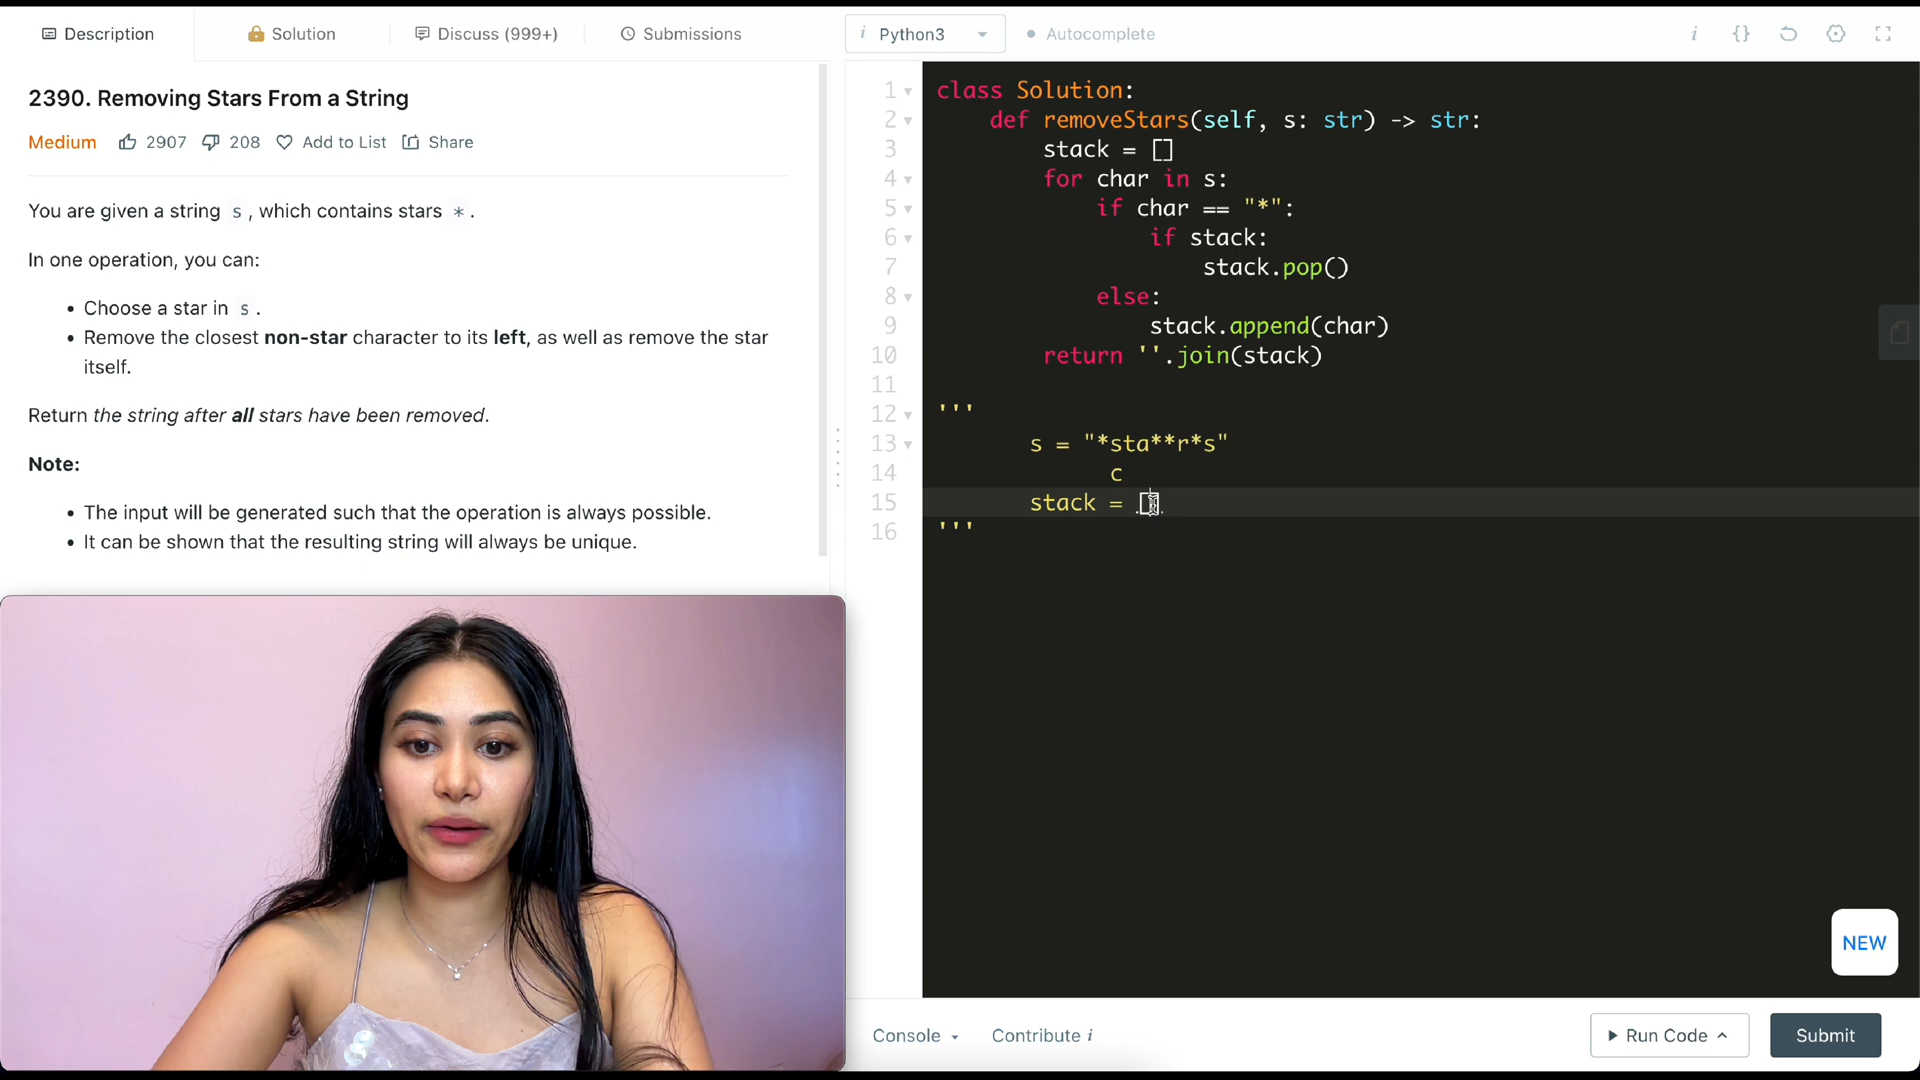 Description
Solution
Discuss (999+)
Submissions
i Python3
Autocomplete
i {}
2390. Removing Stars From a String
Medium 2907 208 Add to List Share
You are given a string s, which contains stars *.
In one operation, you can:
• Choose a star in s.
• Remove the closest non-star character to its left, as well as remove the star
itself.
Return the string after all stars have been removed.
Note:
• The input will be generated such that the operation is always possible.
• It can be shown that the resulting string will always be unique.
1 class Solution:
2 def removeStars(self, s: str) -> str:
3 stack = []
4 for char in s:
5 if char == "*":
6 if stack:
7 stack.pop()
8 else:
9 stack.append(char)
10 return ''.join(stack)
11
12 '''
13 s = "*sta**r*s"
14 c
15 stack = []
16 '''
NEW
Console
Contribute i
Run Code
Submit